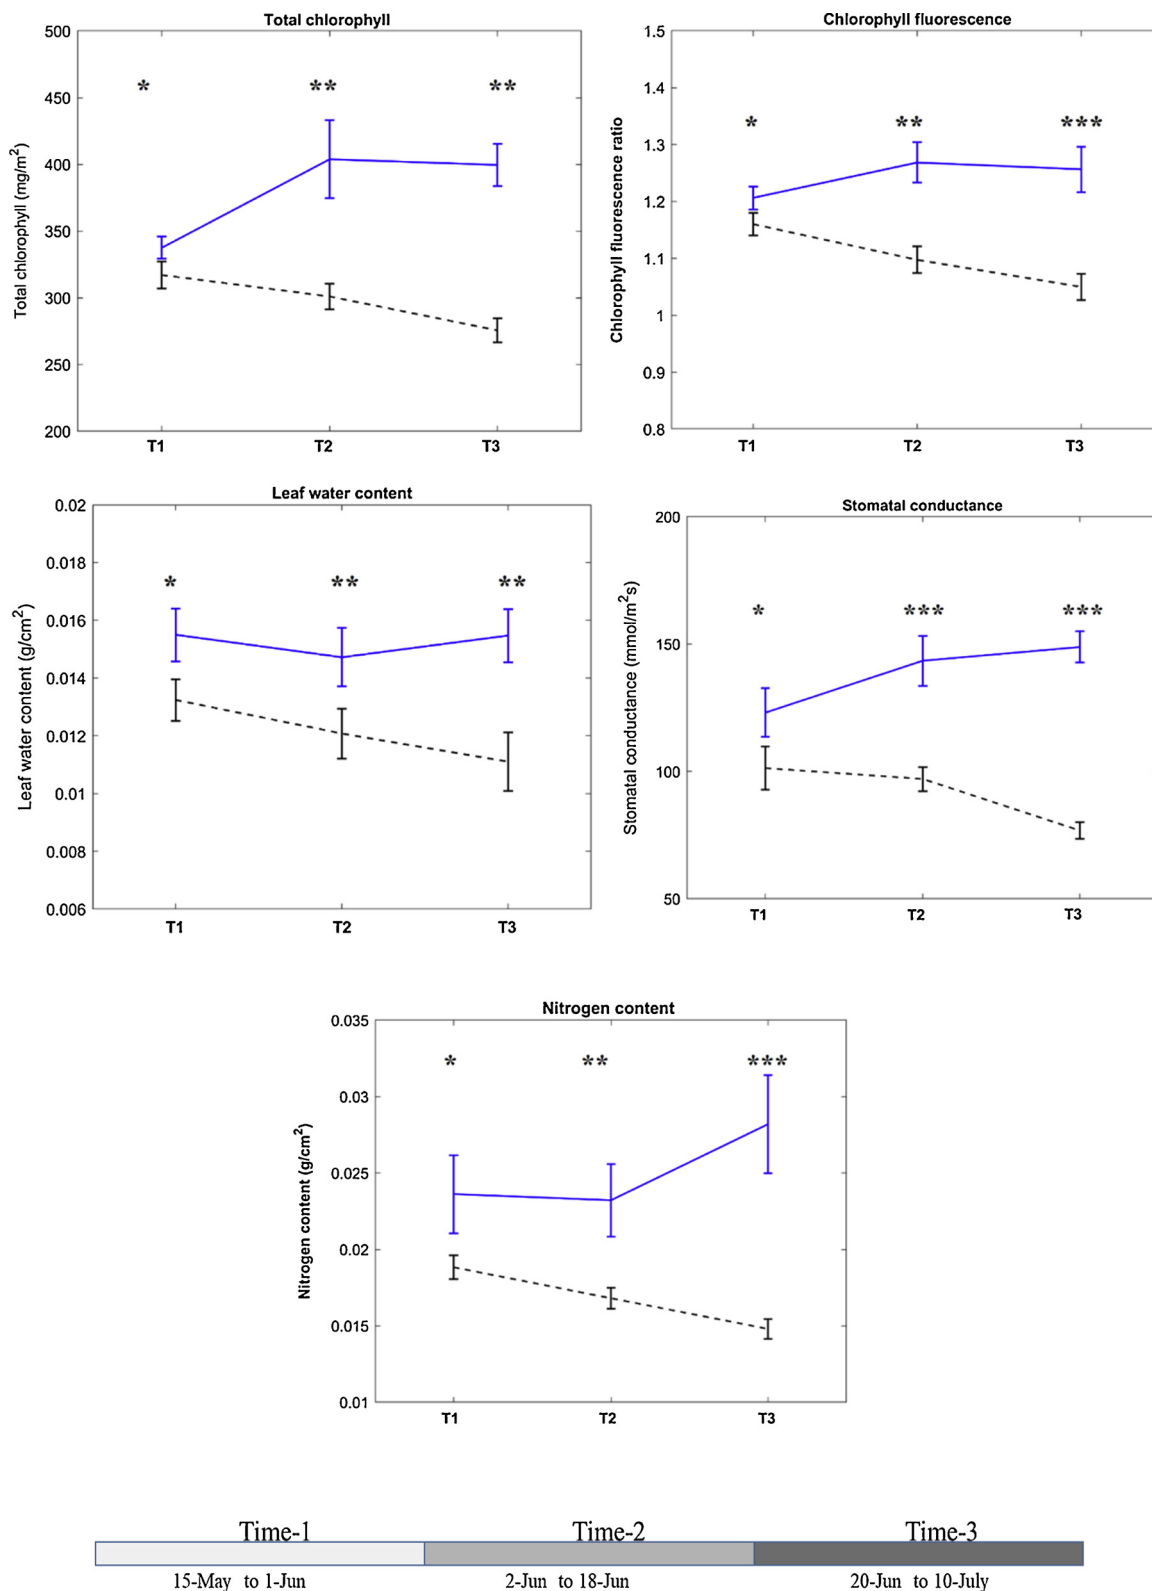 Total chlorophyll
500
450
400
350
300
250
200
Total chlorophyll (mg/m²)
* ** **
T1 T2 T3
Chlorophyll fluorescence
1.5
1.4
1.3
1.2
1.1
1
0.9
0.8
Chlorophyll fluorescence ratio
* ** ***
T1 T2 T3
Leaf water content
0.02
0.018
0.016
0.014
0.012
0.01
0.008
0.006
Leaf water content (g/cm²)
* ** **
T1 T2 T3
Stomatal conductance
200
150
100
50
Stomatal conductance (mmol/m²s)
* *** ***
T1 T2 T3
Nitrogen content
0.035
0.03
0.025
0.02
0.015
0.01
Nitrogen content (g/cm²)
* ** ***
T1 T2 T3
Time-1 Time-2 Time-3
15-May to 1-Jun 2-Jun to 18-Jun 20-Jun to 10-July